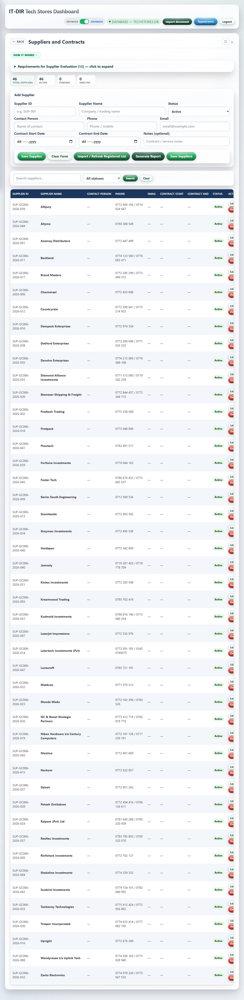 IT-DIR Tech Stores Dashboard
BROWSER DATABASE DATABASE — TECHSTORES.DB Import document Appearance Logout
← BACK Suppliers and Contracts
HOW IT WORKS
Requirements for Supplier Evaluation (12) — click to expand
46 46 0 0
TOTAL SUPPLIERS ACTIVE PENDING INACTIVE
Add Supplier
Supplier ID Supplier Name Status
e.g. SUP-001 Company / trading name Active
Contact Person Phone Email
Name of contact Phone / mobile email@example.com
Contract Start Date Contract End Date Notes (optional)
dd ----,yyyy dd ----,yyyy Contract / service notes
Save Supplier Clear Form Import / Refresh Registered List Generate Report Save Suppliers
Search suppliers... All statuses Search Clear
SUPPLIER ID SUPPLIER NAME CONTACT PERSON PHONE EMAIL CONTRACT START CONTRACT END STATUS ACT
SUP-GC006-2026-039 Albjucy — 0772 605 106 / 0714 024 647 — — — Active Edi De
SUP-GC006-2026-044 Allyme — 0780 388 548 — — — Active Edi De
SUP-GC006-2026-001 Anamay Distributors — 0772 447 499 — — — Active Edi De
SUP-GC006-2026-011 Beckland — 0774 123 580 / 0776 063 471 — — — Active Edi De
SUP-GC006-2026-017 Brand Masters — 0772 285 299 / 0772 940 372 — — — Active Edi De
SUP-GC006-2026-006 Channmael — 0772 433 898 — — — Active Edi De
SUP-GC006-2026-012 Countryvale — 0772 390 641 / 0715 214 933 — — — Active Edi De
SUP-GC006-2026-010 Dampack Enterprises — 0772 974 334 — — — Active Edi De
SUP-GC006-2026-038 Dekford Enterprises — 0772 290 698 / 0771 033 325 — — — Active Edi De
SUP-GC006-2026-035 Devolve Enterprises — 0774 212 089 / 0776 388 108 — — — Active Edi De
SUP-GC006-2026-025 Diamond Alliance Investments — 0771 513 080 / 0719 202 258 — — — Active Edi De
SUP-GC006-2026-020 Ebenezer Shipping & Freight — 0772 844 437 / 0772 344 715 — — — Active Edi De
SUP-GC006-2026-002 Findtech Trading — 0773 338 588 — — — Active Edi De
SUP-GC006-2026-018 Firstpack — 0773 048 896 — — — Active Edi De
SUP-GC006-2026-041 Flowtech — 0782 491 517 — — — Active Edi De
SUP-GC006-2026-029 Forltune Investments — 0776 044 163 — — — Active Edi De
SUP-GC006-2026-045 Foster Tech — 0786 676 432 / 0772 683 537 — — — Active Edi De
SUP-GC006-2026-009 Gerim South Engineering — 0712 588 536 — — — Active Edi De
SUP-GC006-2026-013 Graniteside — 0772 903 505 — — — Active Edi De
SUP-GC006-2026-034 Graymau Investments — 0772 495 538 — — — Active Edi De
SUP-GC006-2026-046 Hardspan — 0772 342 800 — — — Active Edi De
SUP-GC006-2026-040 Jamnely — 0710 281 402 / 0718 778 709 — — — Active Edi De
SUP-GC006-2026-021 Kintex Investments — 0772 283 598 — — — Active Edi De
SUP-GC006-2026-003 Kreamwood Trading — 0785 702 418 — — — Active Edi De
SUP-GC006-2026-031 Kudmeld Investments — 0786 816 146 / 0715 640 254 — — — Active Edi De
SUP-GC006-2026-007 Laserjet Impressions — 0772 335 976 — — — Active Edi De
SUP-GC006-2026-014 Latertech Investments (Pvt) — 0772 391 185 / 0242 0749575 — — — Active Edi De
SUP-GC006-2026-047 Lunacraft — 0785 721 191 — — — Active Edi De
SUP-GC006-2026-022 Makbros — 0771 070 212 — — — Active Edi De
SUP-GC006-2026-023 Munda Wedu — 0772 162 396 / 0783 526 — — — Active Edi De
SUP-GC006-2026-026 NC & Banat Strategic Partners — 0773 412 718 / 0782 819 776 — — — Active Edi De
SUP-GC006-2026-019 Nibex Hardware t/a Century Computers — 0772 101 138 / 0717 239 191 — — — Active Edi De
SUP-GC006-2026-043 Nixzimo — 0712 491 600 — — — Active Edi De
SUP-GC006-2026-015 Norkom — 0772 622 857 — — — Active Edi De
SUP-GC006-2026-037 Osinet — 0772 851 262 — — — Active Edi De
SUP-GC006-2026-028 Potash Zimbabwe — 0772 494 416 / 0786 126 611 — — — Active Edi De
SUP-GC006-2026-024 Ralpam (Pvt) Ltd — 0781 645 288 / 0785 220 509 — — — Active Edi De
SUP-GC006-2026-027 Reeltec Investments — 0783 785 893 / 0785 525 070 — — — Active Edi De
SUP-GC006-2026-005 Rinfoteck Investments — 0772 762 127 — — — Active Edi De
SUP-GC006-2026-004 Shakeline Investments — 0774 339 332 — — — Active Edi De
SUP-GC006-2026-042 Sunbird Investments — 0779 724 101 / 0782 040 965 — — — Active Edi De
SUP-GC006-2026-033 Tanbenny Technologies — 0775 912 424 / 0772 956 882 — — — Active Edi De
SUP-GC006-2026-030 Trasper Incorporated — 0774 415 414 / 0777 682 745 — — — Active Edi De
SUP-GC006-2026-016 Upright — 0772 676 290 — — — Active Edi De
SUP-GC006-2026-008 Wendyrosso t/a Uplink Tech — 0774 206 160 / 0773 028 940 — — — Active Edi De
SUP-GC006-2026-032 Zacks Electronics — 0774 078 220 / 0773 067 535 — — — Active Edi De